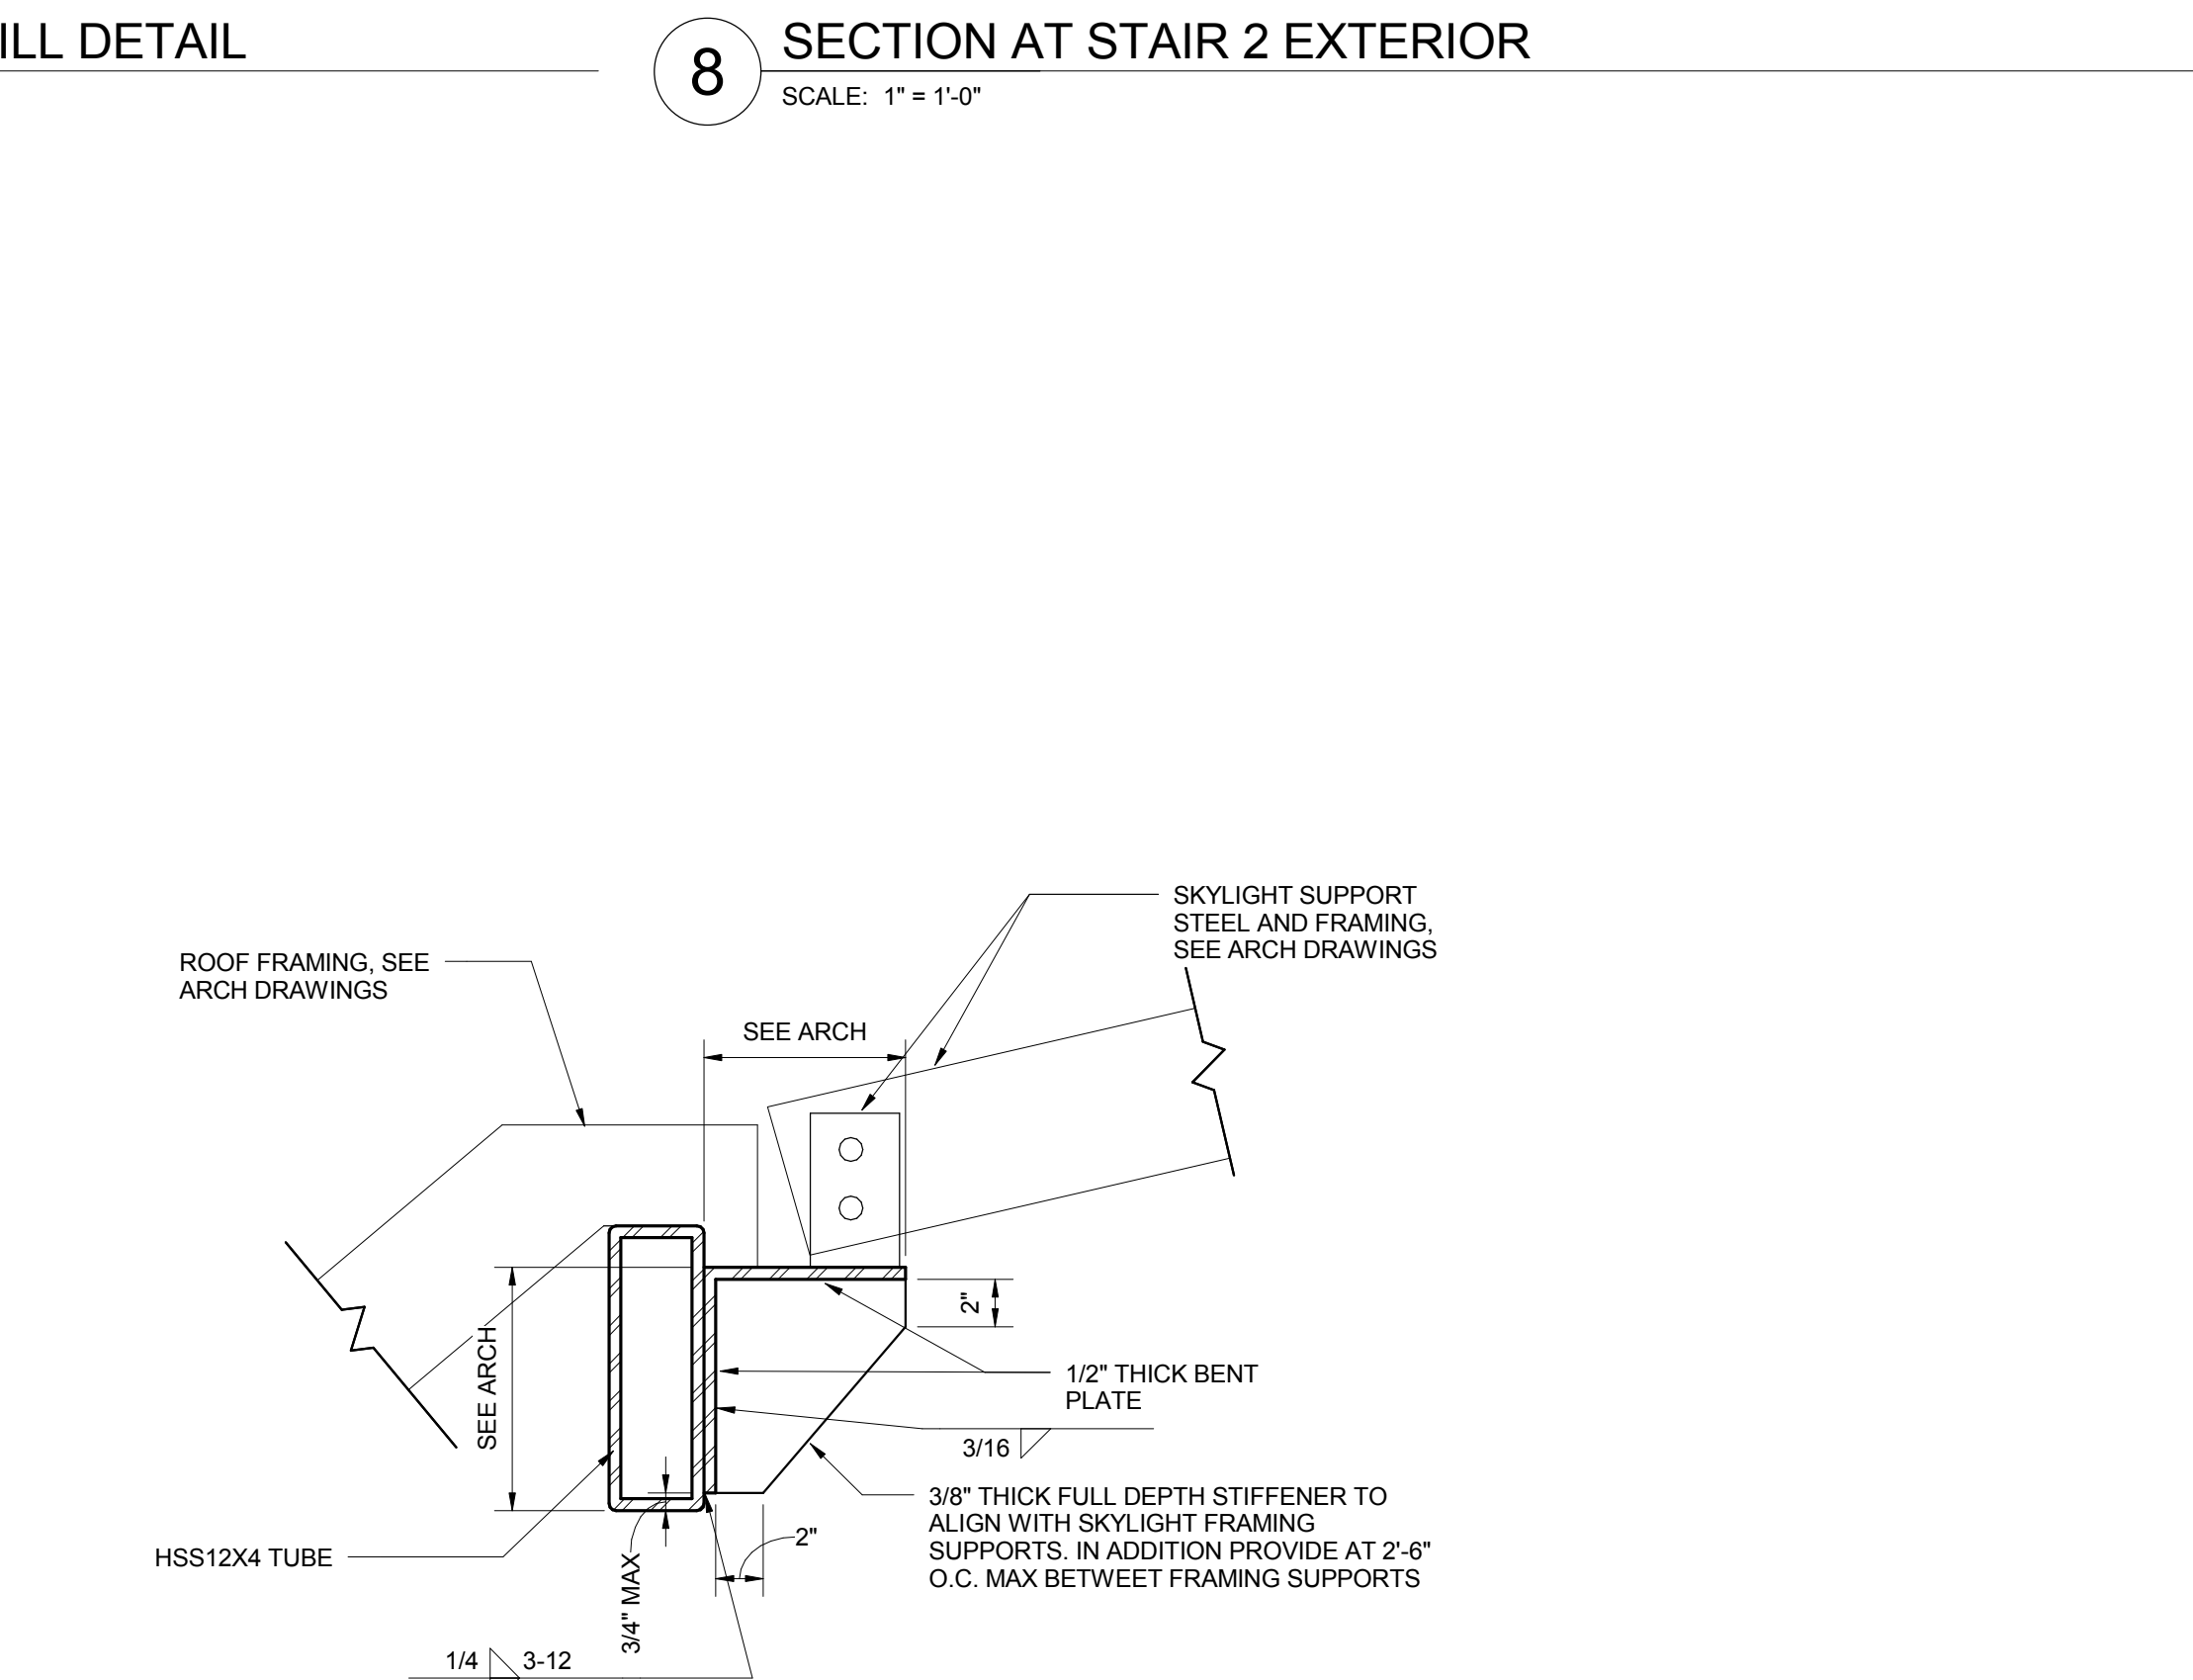 ILL DETAIL
8
SECTION AT STAIR 2 EXTERIOR
SCALE: 1" = 1'-0"
SKYLIGHT SUPPORT
STEEL AND FRAMING,
SEE ARCH DRAWINGS
ROOF FRAMING, SEE
ARCH DRAWINGS
SEE ARCH
2"
SEE ARCH
1/2" THICK BENT
PLATE
3/16
3/8" THICK FULL DEPTH STIFFENER TO
ALIGN WITH SKYLIGHT FRAMING
SUPPORTS. IN ADDITION PROVIDE AT 2'-6"
O.C. MAX BETWEET FRAMING SUPPORTS
2"
HSS12X4 TUBE
3/4" MAX
1/4 3-12